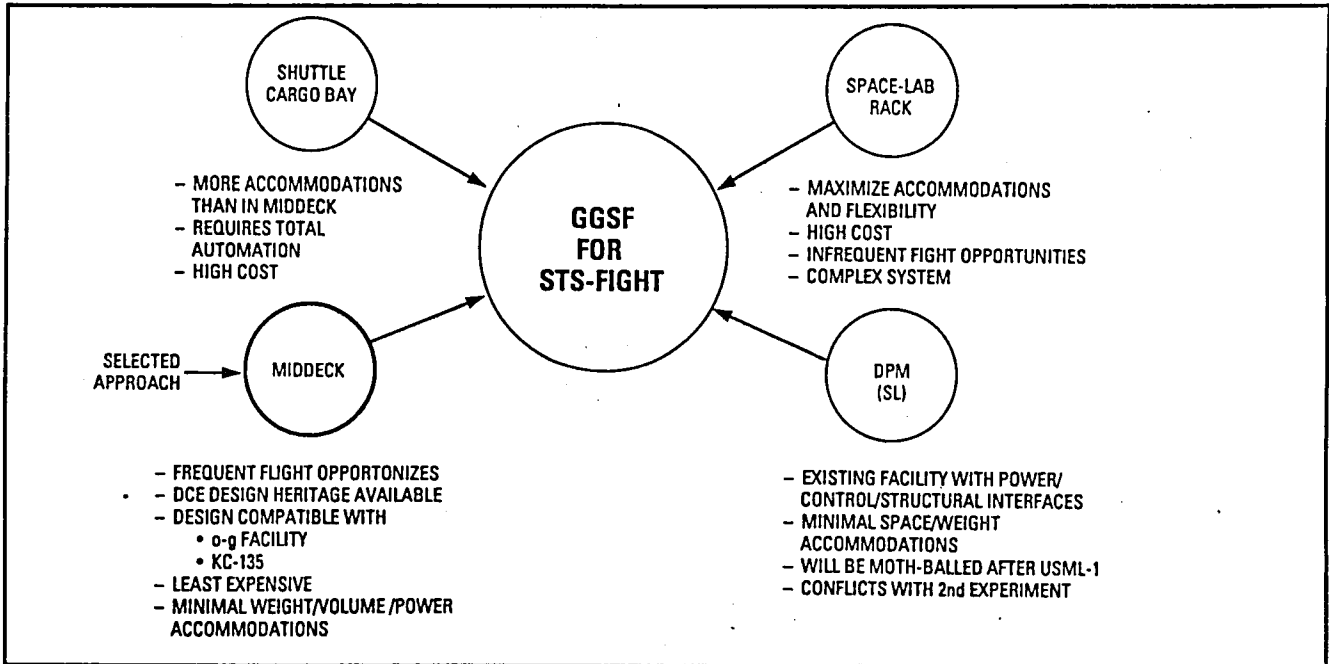 SHUTTLE
CARGO BAY
– MORE ACCOMMODATIONS
THAN IN MIDDECK
– REQUIRES TOTAL
AUTOMATION
– HIGH COST
SPACE-LAB
RACK
– MAXIMIZE ACCOMMODATIONS
AND FLEXIBILITY
– HIGH COST
– INFREQUENT FIGHT OPPORTUNITIES
– COMPLEX SYSTEM
GGSF
FOR
STS-FIGHT
SELECTED
APPROACH
MIDDECK
– FREQUENT FLIGHT OPPORTONIZES
– DCE DESIGN HERITAGE AVAILABLE
– DESIGN COMPATIBLE WITH
• o-g FACILITY
• KC-135
– LEAST EXPENSIVE
– MINIMAL WEIGHT/VOLUME /POWER
ACCOMMODATIONS
DPM
(SL)
– EXISTING FACILITY WITH POWER/
CONTROL/STRUCTURAL INTERFACES
– MINIMAL SPACE/WEIGHT
ACCOMMODATIONS
– WILL BE MOTH-BALLED AFTER USML-1
– CONFLICTS WITH 2nd EXPERIMENT